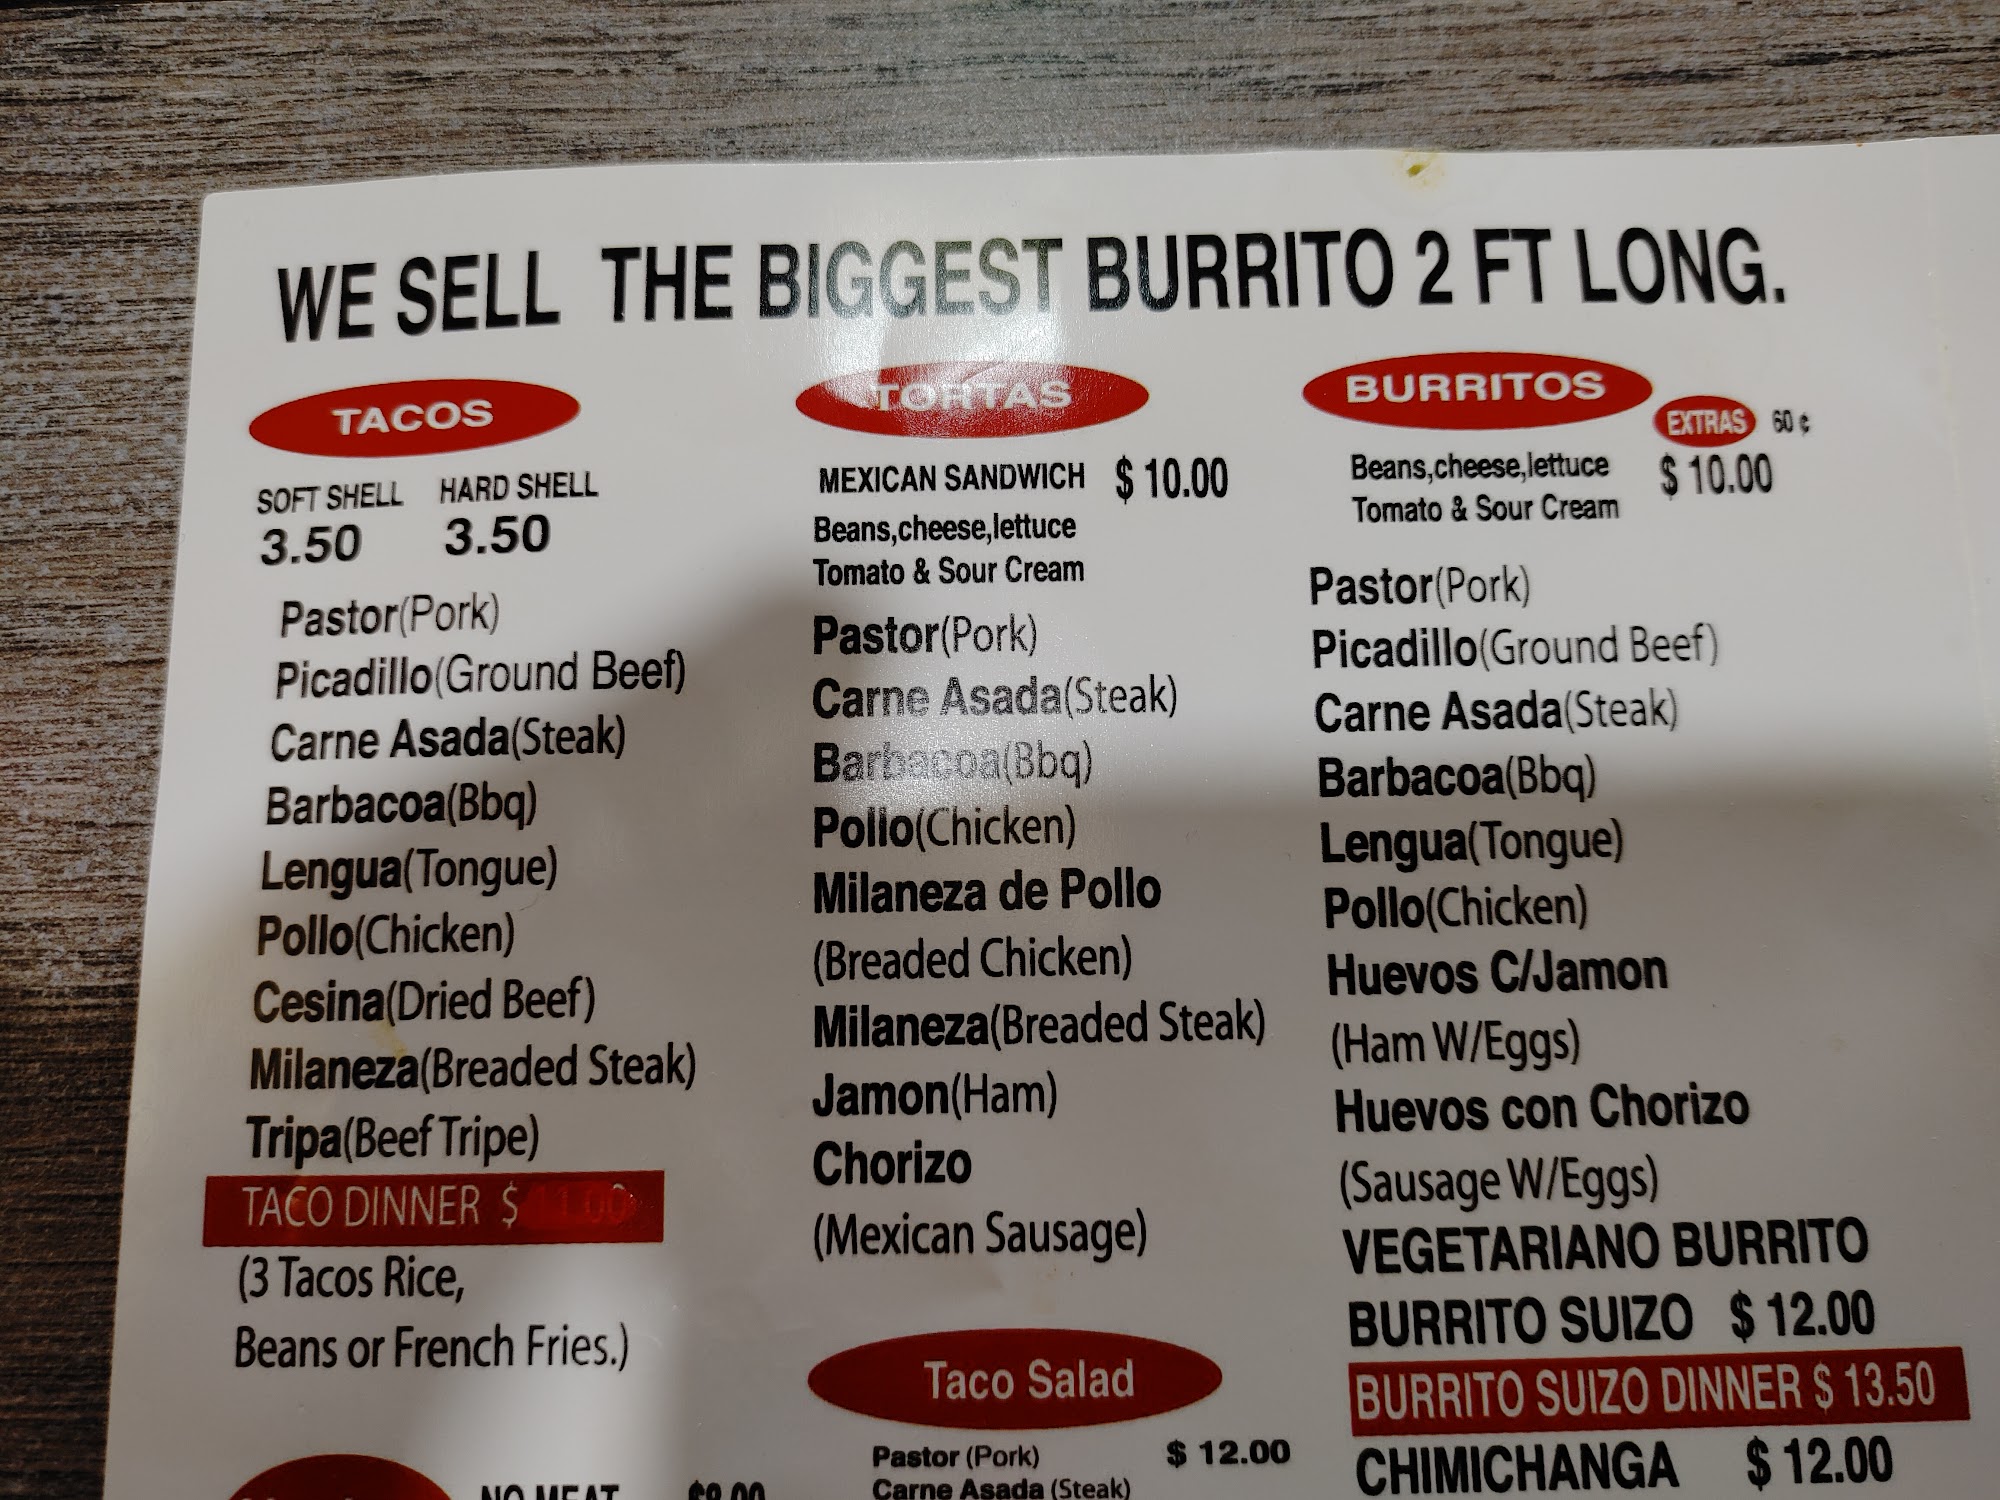 WE SELL THE BIGGEST BURRITO 2 FT LONG.
TACOS
SOFT SHELL HARD SHELL
3.50 3.50
Pastor(Pork)
Picadillo(Ground Beef)
Carne Asada(Steak)
Barbacoa(Bbq)
Lengua(Tongue)
Pollo(Chicken)
Cesina(Dried Beef)
Milaneza(Breaded Steak)
Tripa(Beef Tripe)
TACO DINNER $ 11.00
(3 Tacos Rice,
Beans or French Fries.)
NO MEAT $9.00
TORTAS
MEXICAN SANDWICH $ 10.00
Beans,cheese,lettuce
Tomato & Sour Cream
Pastor(Pork)
Carne Asada(Steak)
Barbacoa(Bbq)
Pollo(Chicken)
Milaneza de Pollo
(Breaded Chicken)
Milaneza(Breaded Steak)
Jamon(Ham)
Chorizo
(Mexican Sausage)
Taco Salad
Pastor (Pork) $ 12.00
Carne Asada (Steak)
BURRITOS
EXTRAS 60 ¢
Beans,cheese,lettuce $ 10.00
Tomato & Sour Cream
Pastor(Pork)
Picadillo(Ground Beef)
Carne Asada(Steak)
Barbacoa(Bbq)
Lengua(Tongue)
Pollo(Chicken)
Huevos C/Jamon
(Ham W/Eggs)
Huevos con Chorizo
(Sausage W/Eggs)
VEGETARIANO BURRITO
BURRITO SUIZO $ 12.00
BURRITO SUIZO DINNER $ 13.50
CHIMICHANGA $ 12.00